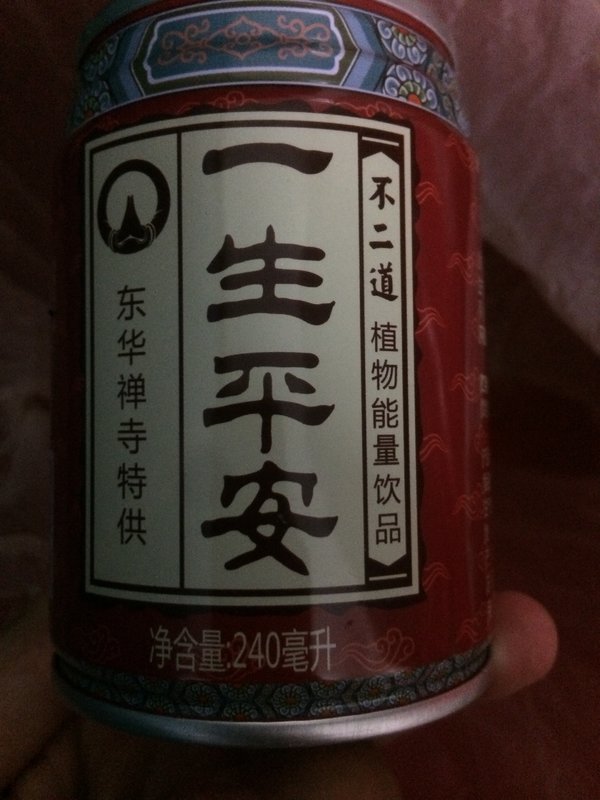 不二道 植物能量饮品
一生平安
东华禅寺特供
净含量:240毫升